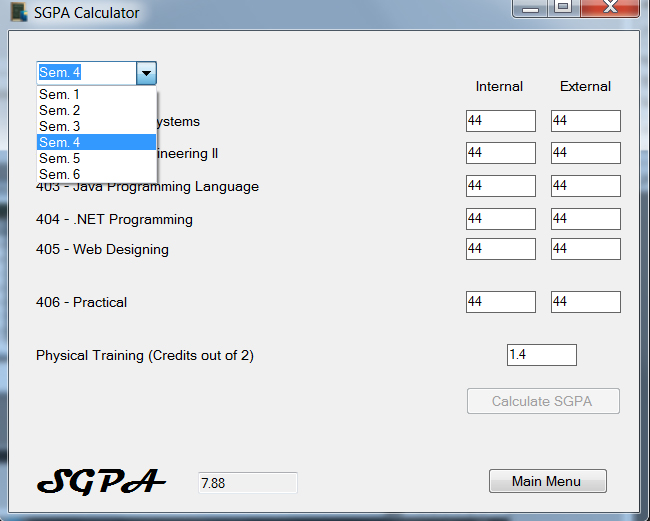 SGPA Calculator
Sem. 4
Internal External
Sem. 1
Sem. 2
Sem. 3
Sem. 4
Sem. 5
Sem. 6
ystems 44 44
ineering II 44 44
403 - Java Programming Language 44 44
404 - .NET Programming 44 44
405 - Web Designing 44 44
406 - Practical 44 44
Physical Training (Credits out of 2) 1.4
Calculate SGPA
SGPA 7.88 Main Menu